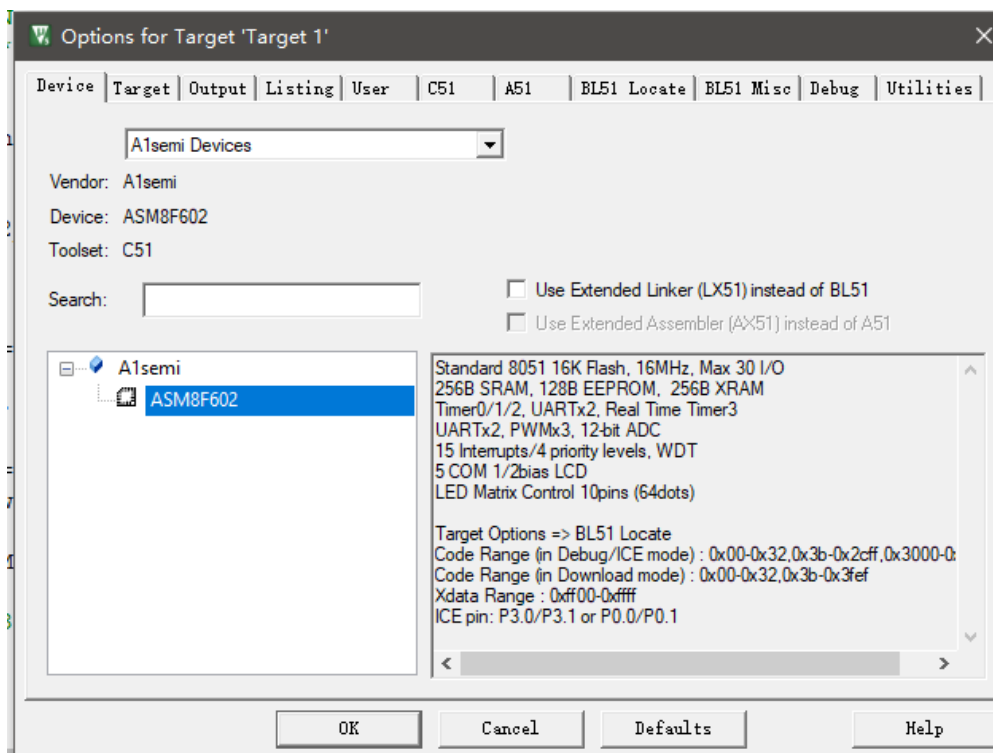 Options for Target 'Target 1'
Device Target Output Listing User C51 A51 BL51 Locate BL51 Misc Debug Utilities
A1semi Devices
Vendor: A1semi
Device: ASM8F602
Toolset: C51
Search:
Use Extended Linker (LX51) instead of BL51
Use Extended Assembler (AX51) instead of A51
A1semi
ASM8F602
Standard 8051 16K Flash, 16MHz, Max 30 I/O
256B SRAM, 128B EEPROM, 256B XRAM
Timer0/1/2, UARTx2, Real Time Timer3
UARTx2, PWMx3, 12-bit ADC
15 Interrupts/4 priority levels, WDT
5 COM 1/2bias LCD
LED Matrix Control 10pins (64dots)
Target Options => BL51 Locate
Code Range (in Debug/ICE mode) : 0x00-0x32,0x3b-0x2cff,0x3000-0
Code Range (in Download mode) : 0x00-0x32,0x3b-0x3fef
Xdata Range : 0xff00-0xffff
ICE pin: P3.0/P3.1 or P0.0/P0.1
OK Cancel Defaults Help